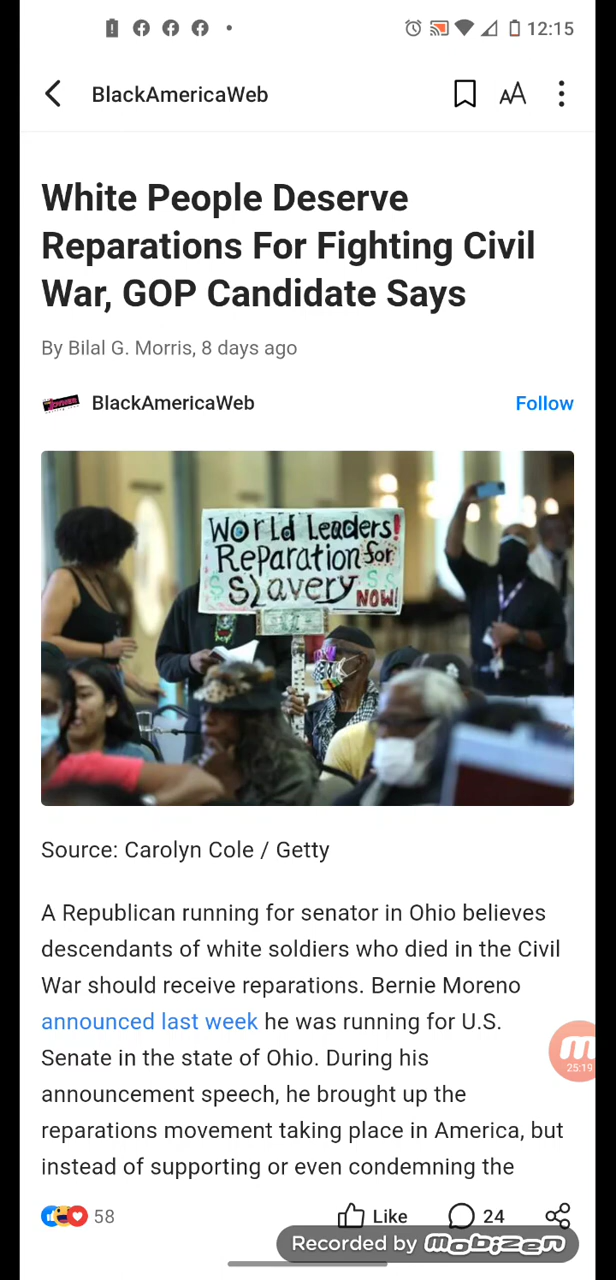 12:15
BlackAmericaWeb
AA
White People Deserve
Reparations For Fighting Civil
War, GOP Candidate Says
By Bilal G. Morris, 8 days ago
BlackAmericaWeb
Follow
World Leaders!
Reparation for
$ Slavery $ $
NOW!
Source: Carolyn Cole / Getty
A Republican running for senator in Ohio believes
descendants of white soldiers who died in the Civil
War should receive reparations. Bernie Moreno
announced last week he was running for U.S.
Senate in the state of Ohio. During his
announcement speech, he brought up the
reparations movement taking place in America, but
instead of supporting or even condemning the
m
25:19
58
Like
24
Recorded by mobizen